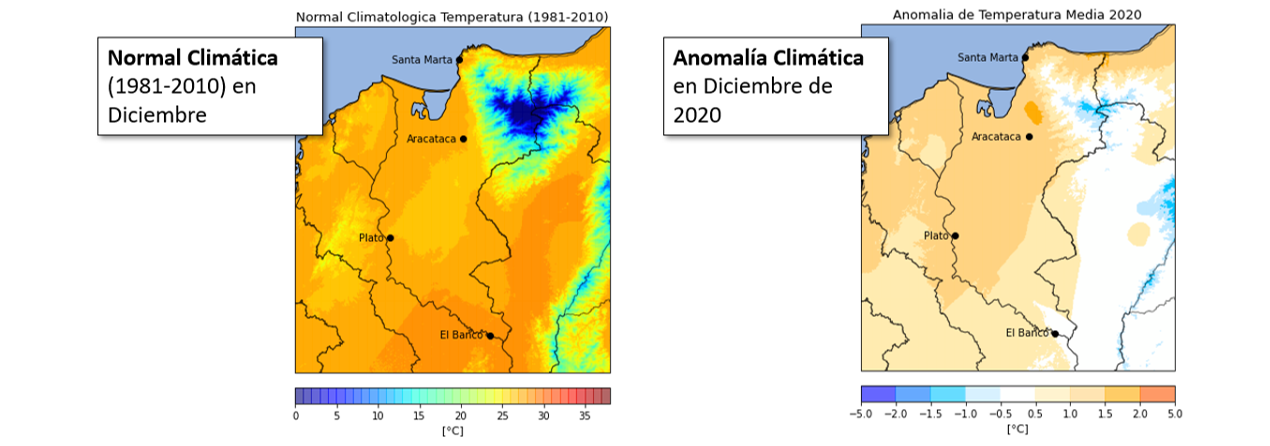 Normal Climatologica Temperatura (1981-2010)
Normal Climática
(1981-2010) en
Diciembre
Santa Marta
Aracataca
Plato
El Banco
0 5 10 15 20 25 30 35
[°C]
Anomalia de Temperatura Media 2020
Anomalía Climática
en Diciembre de
2020
Santa Marta
Aracataca
Plato
El Banco
−5.0 −2.0 −1.5 −1.0 −0.5 0.5 1.0 1.5 2.0 5.0
[°C]